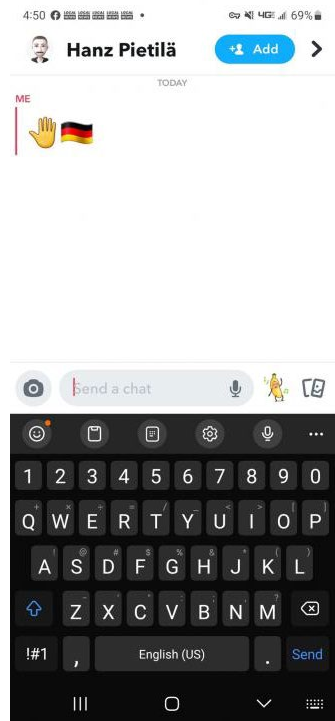 4:50 69%
Hanz Pietilä Add
TODAY
ME
🤚🇩🇪
Send a chat
1 2 3 4 5 6 7 8 9 0
Q W E R T Y U I O P
A S D F G H J K L
Z X C V B N M
!#1 , English (US) . Send